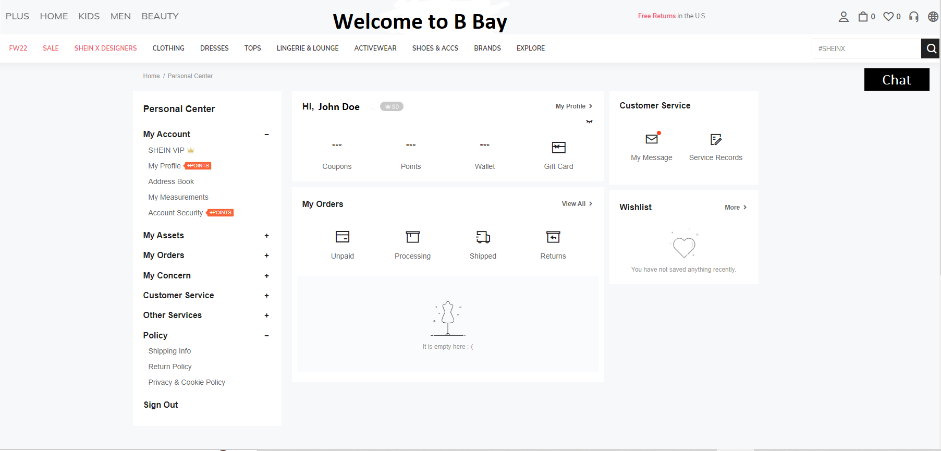 PLUS HOME KIDS MEN BEAUTY
Welcome to B Bay
Free Returns in the U.S
0 0
FW22 SALE SHEIN X DESIGNERS CLOTHING DRESSES TOPS LINGERIE & LOUNGE ACTIVEWEAR SHOES & ACCS BRANDS EXPLORE
#SHEINX
Chat
Home / Personal Center
Personal Center
My Account −
SHEIN VIP
My Profile +POINTS
Address Book
My Measurements
Account Security +POINTS
My Assets +
My Orders +
My Concern +
Customer Service +
Other Services +
Policy −
Shipping Info
Return Policy
Privacy & Cookie Policy
Sign Out
Hi, John Doe
My Profile >
Coupons Points Wallet Gift Card
My Orders View All >
Unpaid Processing Shipped Returns
It is empty here :-(
Customer Service
My Message Service Records
Wishlist More >
You have not saved anything recently.